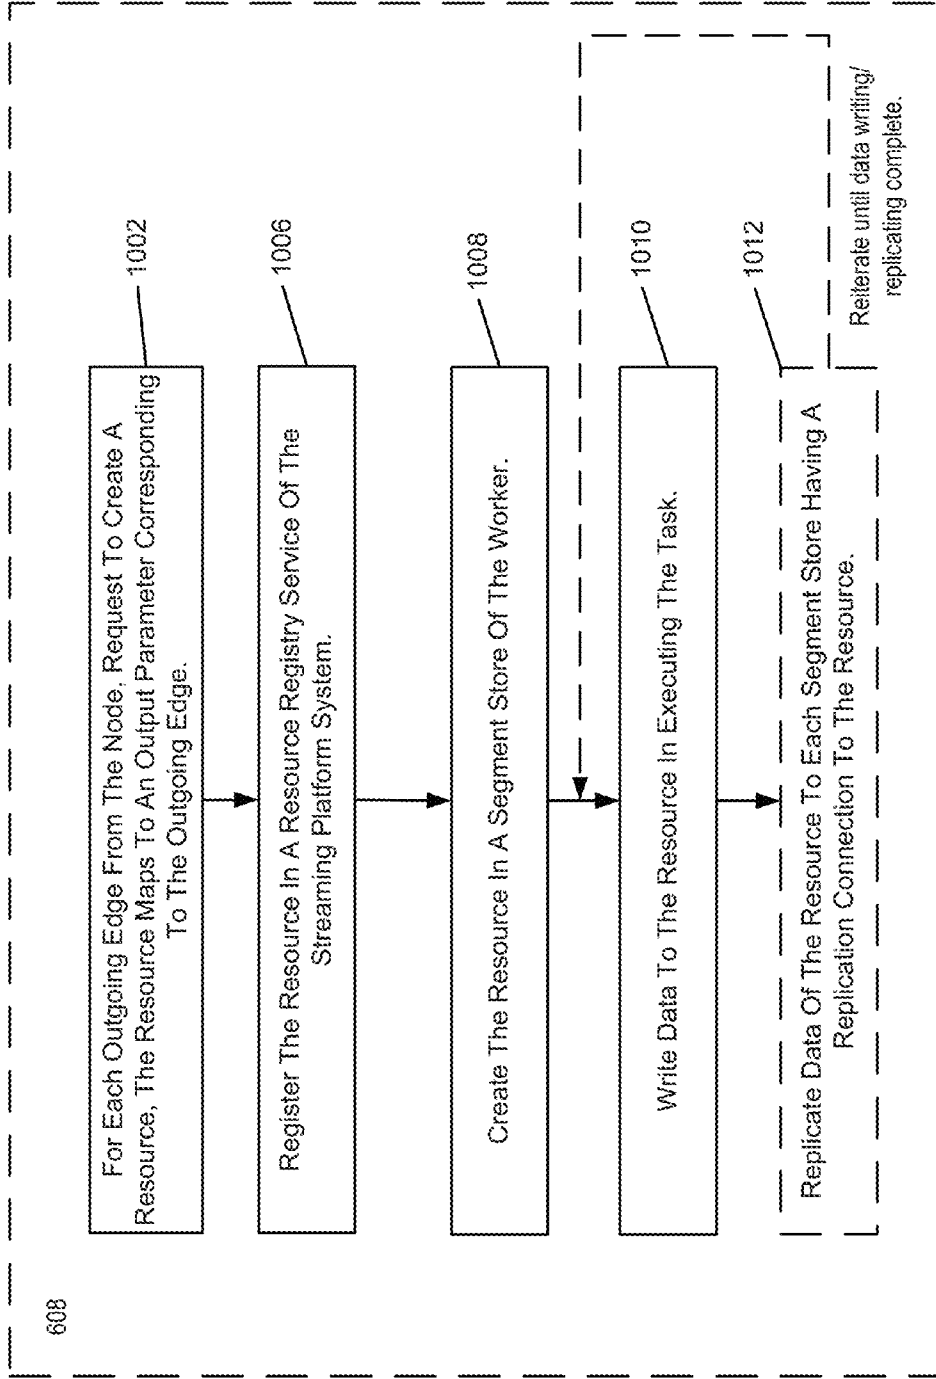 608
For Each Outgoing Edge From The Node, Request To Create A
Resource, The Resource Maps To An Output Parameter Corresponding
To The Outgoing Edge.
1002
Register The Resource In A Resource Registry Service Of The
Streaming Platform System.
1006
Create The Resource In A Segment Store Of The Worker.
1008
Write Data To The Resource In Executing The Task.
1010
Replicate Data Of The Resource To Each Segment Store Having A
Replication Connection To The Resource.
1012
Reiterate until data writing/
replicating complete.